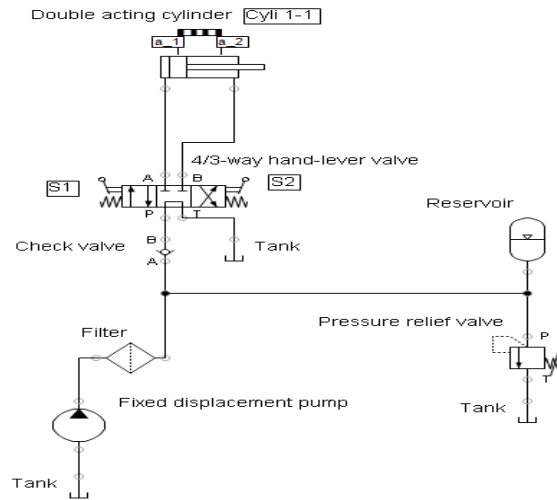 Double acting cylinder Cyli 1-1
a_1 a_2
4/3-way hand-lever valve
A B
S1 S2
P T
Reservoir
B
Check valve Tank
A
Pressure relief valve P
Filter
T
Fixed displacement pump Tank
Tank